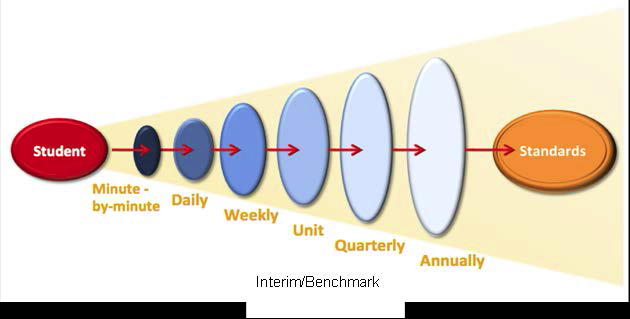 Student
Standards
Minute -
by-minute
Daily
Weekly
Unit
Quarterly
Annually
Interim/Benchmark